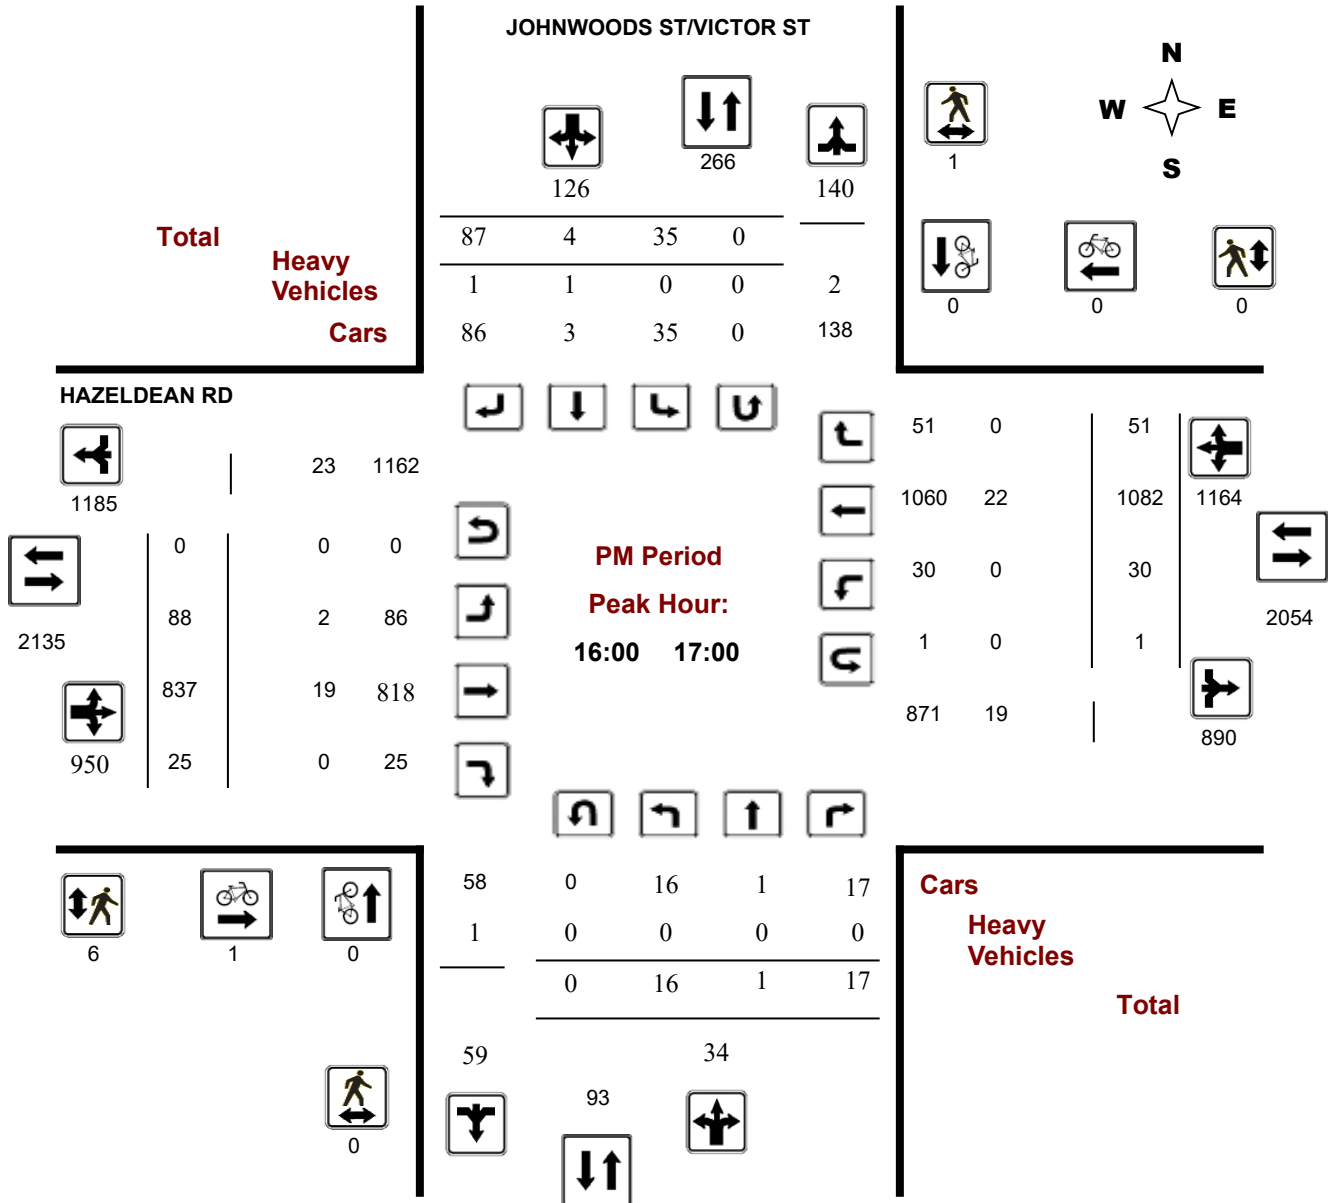 JOHNWOODS ST/VICTOR ST
N
W E
S
266
1
126
140
Total
87 4 35 0
Heavy
Vehicles
1 1 0 0 2
Cars
86 3 35 0 138
0 0 0
HAZELDEAN RD
51 0 51
23 1162
1185
1060 22 1082 1164
0 0 0
PM Period
30 0 30
Peak Hour:
88 2 86
2054
2135
16:00 17:00
1 0 1
837 19 818
871 19
890
950 25 0 25
58 0 16 1 17
Cars
1 0 0 0 0
Heavy
Vehicles
6 1 0
0 16 1 17
Total
59 34
93
0